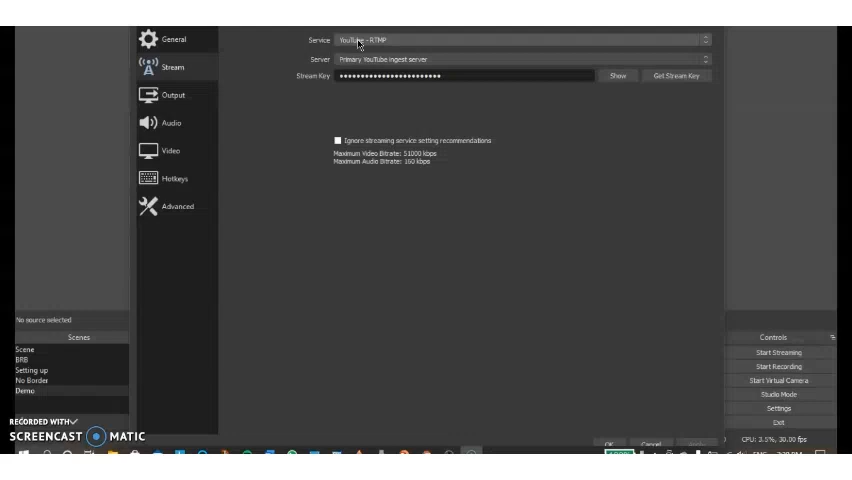 General
Service YouTube - RTMP
Server Primary YouTube ingest server
Stream
Stream Key Show Get Stream Key
Output
Audio
Ignore streaming service setting recommendations
Video
Maximum Video Bitrate: 51000 kbps
Maximum Audio Bitrate: 160 kbps
Hotkeys
Advanced
No source selected
Scenes
Controls
Scene
Start Streaming
BRB
Start Recording
Setting up
Start Virtual Camera
No Border
Demo
Studio Mode
Settings
RECORDED WITH
Exit
SCREENCAST MATIC
CPU: 3.5%, 30.00 fps
OK Cancel